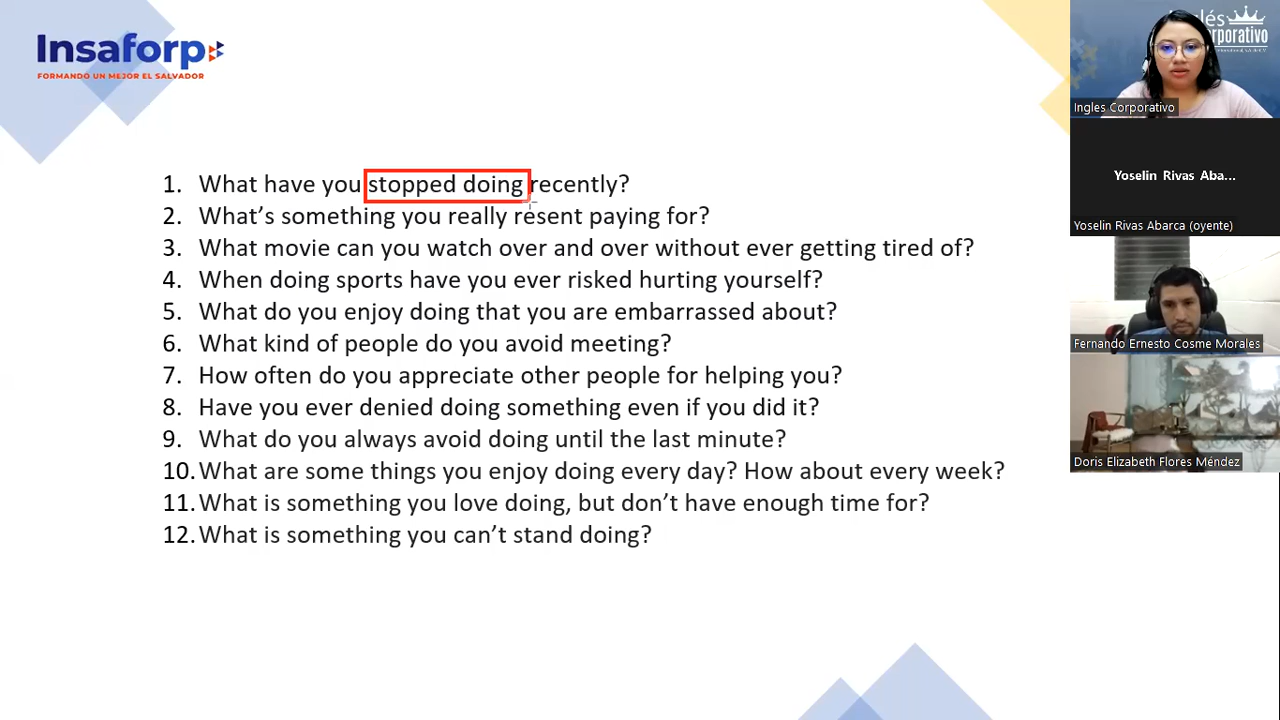 Insaforp
FORMANDO UN MEJOR EL SALVADOR
1. What have you stopped doing recently?
2. What's something you really resent paying for?
3. What movie can you watch over and over without ever getting tired of?
4. When doing sports have you ever risked hurting yourself?
5. What do you enjoy doing that you are embarrassed about?
6. What kind of people do you avoid meeting?
7. How often do you appreciate other people for helping you?
8. Have you ever denied doing something even if you did it?
9. What do you always avoid doing until the last minute?
10. What are some things you enjoy doing every day? How about every week?
11. What is something you love doing, but don't have enough time for?
12. What is something you can't stand doing?
Ingles Corporativo
Yoselin Rivas Aba...
Yoselin Rivas Abarca (oyente)
Fernando Ernesto Cosme Morales
Doris Elizabeth Flores Méndez